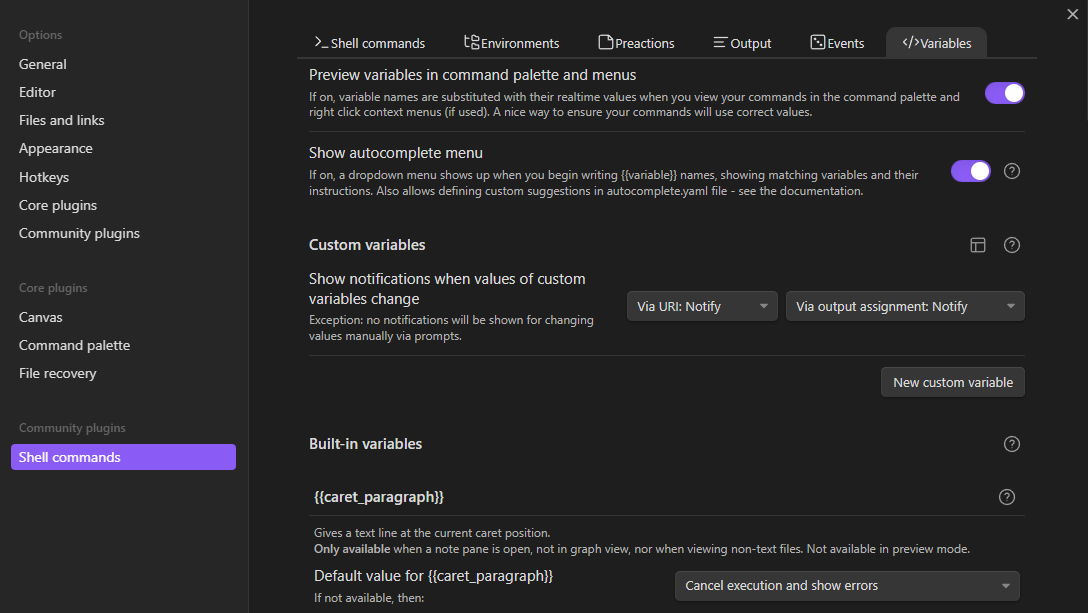 Options
General
Editor
Files and links
Appearance
Hotkeys
Core plugins
Community plugins
Core plugins
Canvas
Command palette
File recovery
Community plugins
Shell commands
Shell commands
Environments
Preactions
Output
Events
Variables
Preview variables in command palette and menus
If on, variable names are substituted with their realtime values when you view your commands in the command palette and
right click context menus (if used). A nice way to ensure your commands will use correct values.
Show autocomplete menu
If on, a dropdown menu shows up when you begin writing {{variable}} names, showing matching variables and their
instructions. Also allows defining custom suggestions in autocomplete.yaml file - see the documentation.
Custom variables
Show notifications when values of custom
variables change
Exception: no notifications will be shown for changing
values manually via prompts.
Via URI: Notify
Via output assignment: Notify
New custom variable
Built-in variables
{{caret_paragraph}}
Gives a text line at the current caret position.
Only available when a note pane is open, not in graph view, nor when viewing non-text files. Not available in preview mode.
Default value for {{caret_paragraph}}
If not available, then:
Cancel execution and show errors